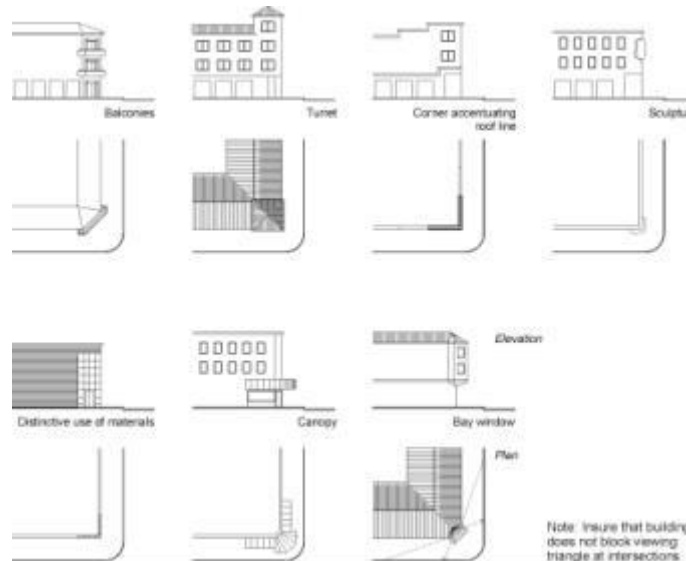 Balconies
Turret
Corner accentuating
roof line
Sculptu
Distinctive use of materials
Canopy
Bay window
Elevation
Plan
Note: Insure that building
does not block viewing
triangle at intersections